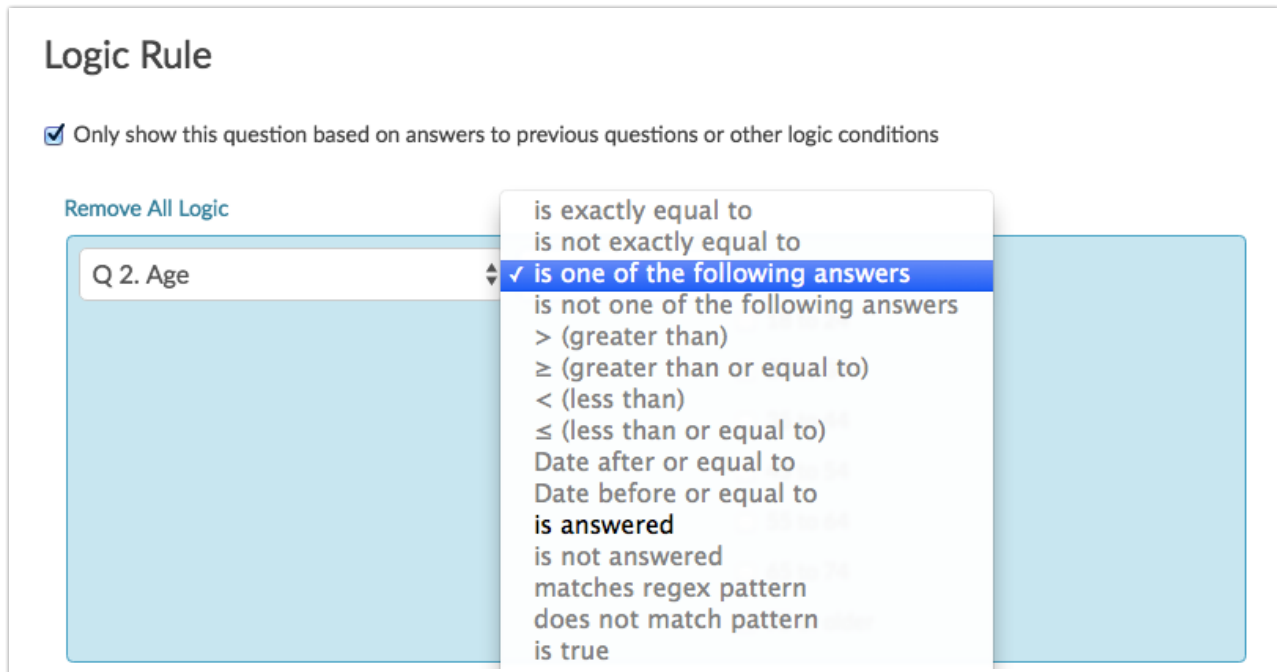 Logic Rule
Only show this question based on answers to previous questions or other logic conditions
Remove All Logic
Q 2. Age
is exactly equal to
is not exactly equal to
✓ is one of the following answers
is not one of the following answers
> (greater than)
≥ (greater than or equal to)
< (less than)
≤ (less than or equal to)
Date after or equal to
Date before or equal to
is answered
is not answered
matches regex pattern
does not match pattern
is true